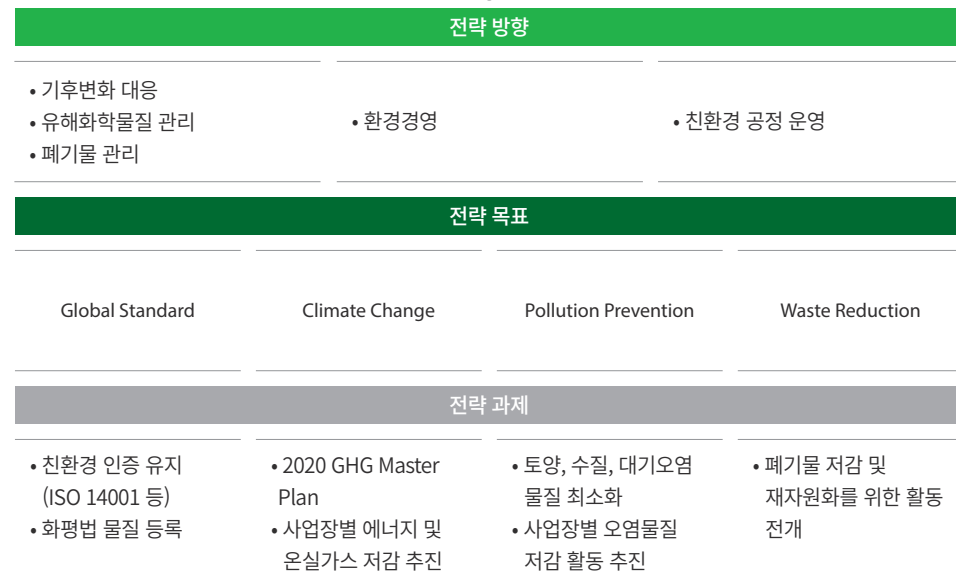 전략 방향
• 기후변화 대응
• 유해화학물질 관리
• 폐기물 관리
• 환경경영
• 친환경 공정 운영
전략 목표
Global Standard
Climate Change
Pollution Prevention
Waste Reduction
전략 과제
• 친환경 인증 유지
(ISO 14001 등)
• 화평법 물질 등록
• 2020 GHG Master
Plan
• 사업장별 에너지 및
온실가스 저감 추진
• 토양, 수질, 대기오염
물질 최소화
• 사업장별 오염물질
저감 활동 추진
• 폐기물 저감 및
재자원화를 위한 활동
전개